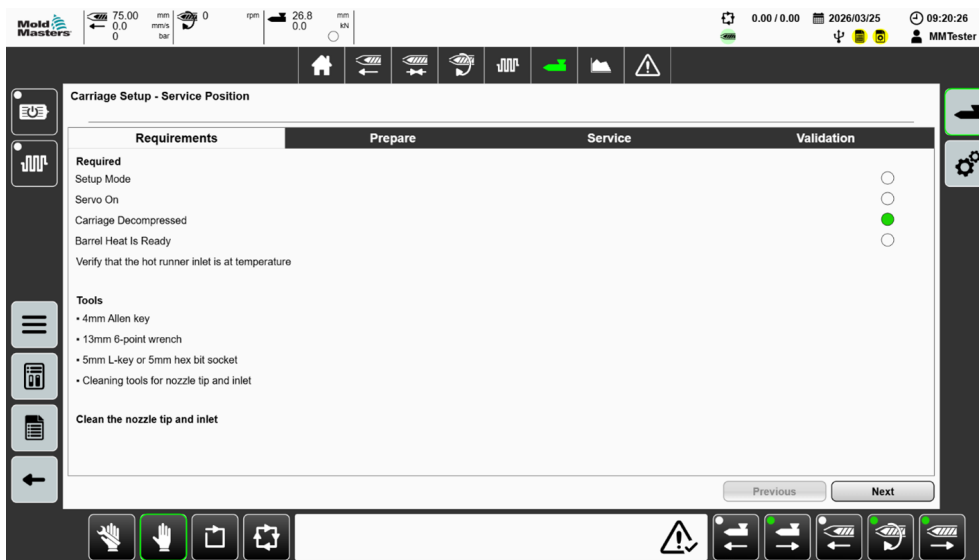 Mold
Masters
75.00 mm
0.0 mm/s
0 bar
0 rpm
26.8 mm
0.0 kN
0.00 / 0.00
2026/03/25
09:20:26
MMTester
Carriage Setup - Service Position
Requirements Prepare Service Validation
Required
Setup Mode
Servo On
Carriage Decompressed
Barrel Heat Is Ready
Verify that the hot runner inlet is at temperature
Tools
• 4mm Allen key
• 13mm 6-point wrench
• 5mm L-key or 5mm hex bit socket
• Cleaning tools for nozzle tip and inlet
Clean the nozzle tip and inlet
Previous Next